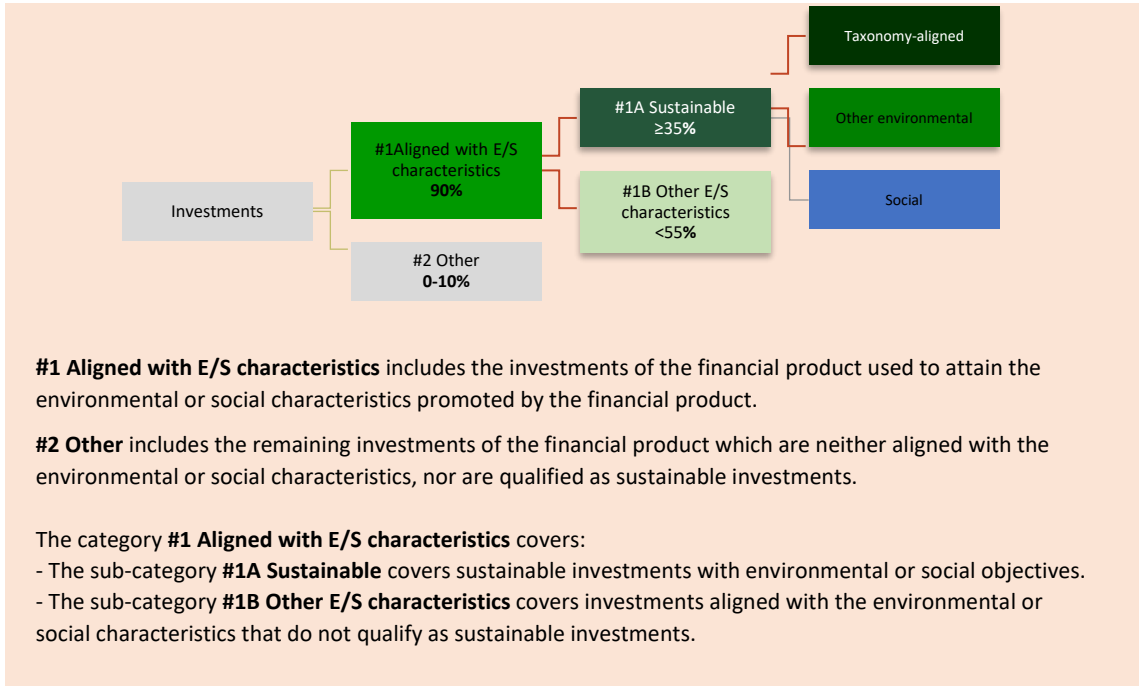 Taxonomy-aligned
#1A Sustainable
≥35%
Other environmental
#1Aligned with E/S
characteristics
90%
Investments
#1B Other E/S
characteristics
<55%
Social
#2 Other
0-10%
#1 Aligned with E/S characteristics includes the investments of the financial product used to attain the
environmental or social characteristics promoted by the financial product.
#2 Other includes the remaining investments of the financial product which are neither aligned with the
environmental or social characteristics, nor are qualified as sustainable investments.
The category #1 Aligned with E/S characteristics covers:
- The sub-category #1A Sustainable covers sustainable investments with environmental or social objectives.
- The sub-category #1B Other E/S characteristics covers investments aligned with the environmental or
social characteristics that do not qualify as sustainable investments.